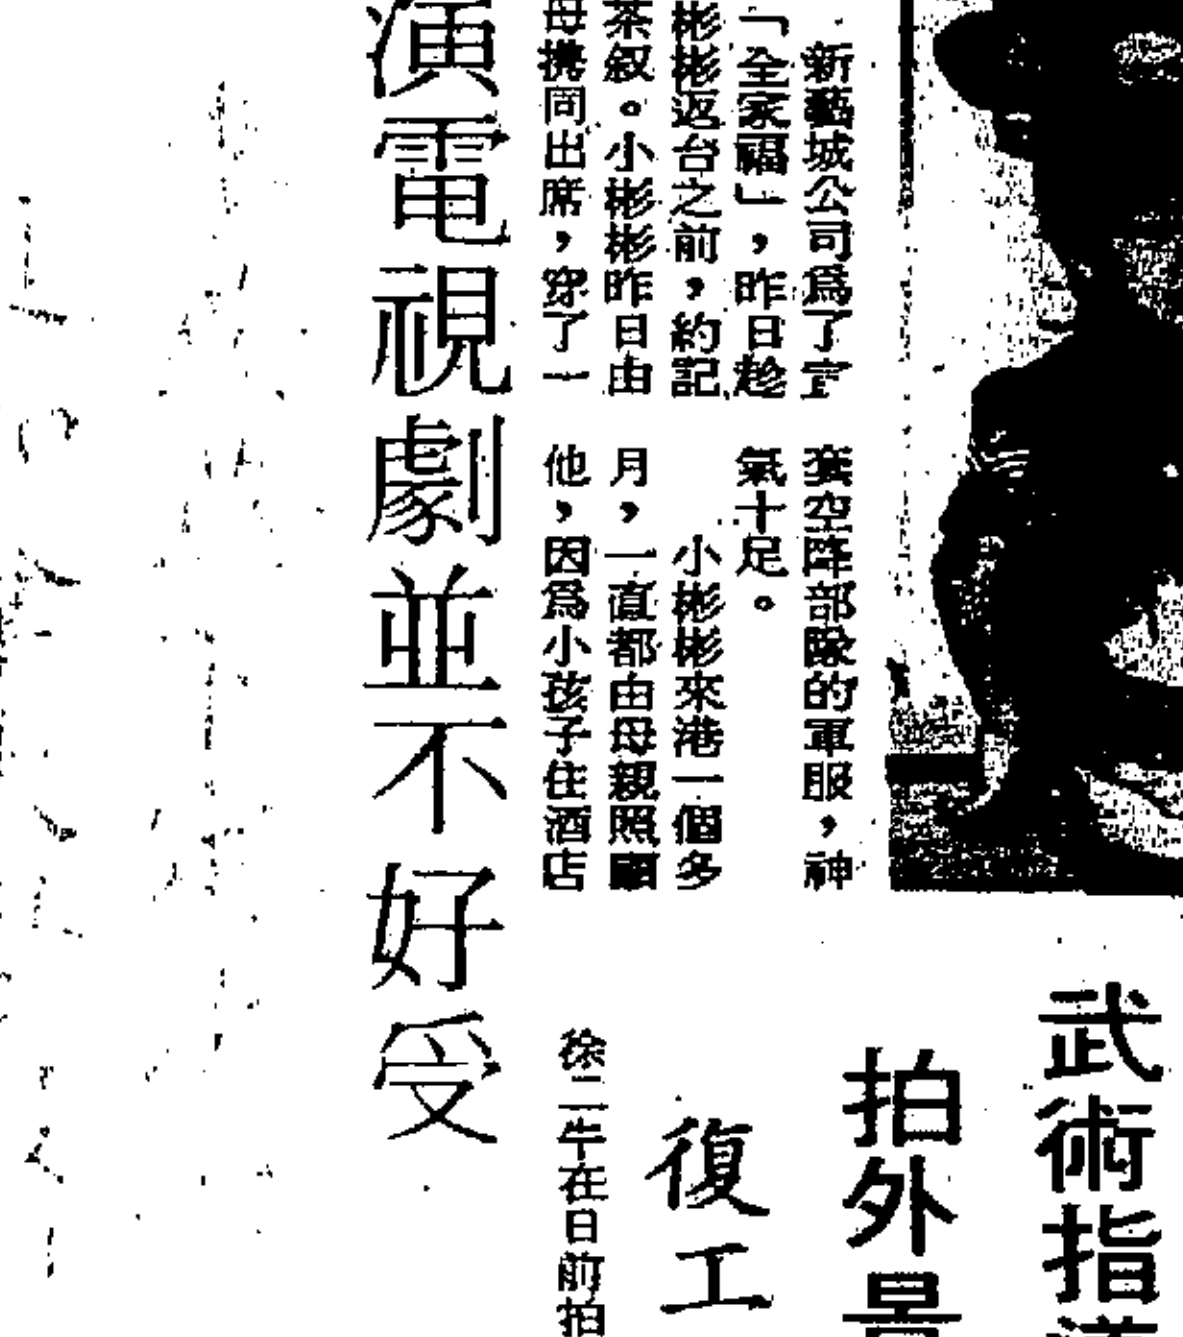 新藝城公司爲了宣
「全家福」,昨日趁
彬彬返台之前,約記
茶叙。小彬彬昨日由
母携同出席,穿了一
套空降部隊的軍服,神
氣十足。
小彬彬來港一個多
月,一直都由母親照顧
他,因爲小孩子住酒店
演電視劇並不好受
武術指
拍外景
復工
徐二牛在日前拍